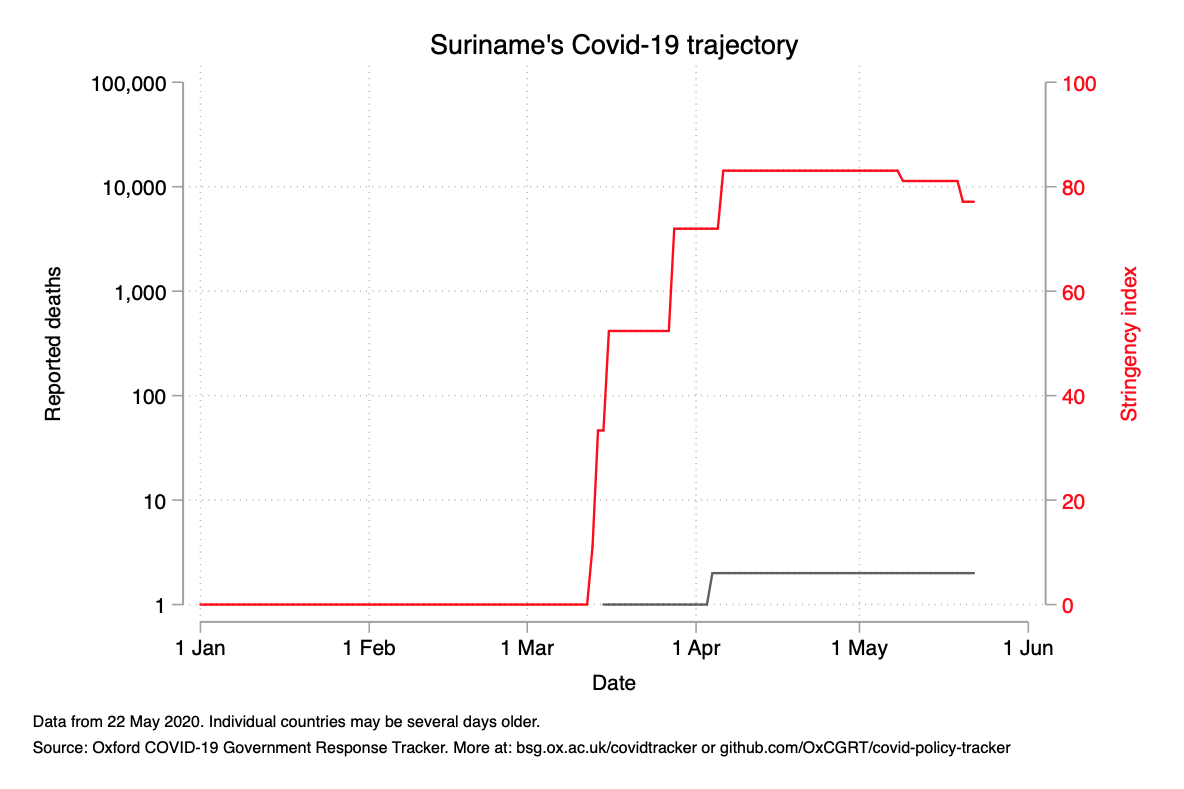 Suriname's Covid-19 trajectory
100,000
10,000
1,000
100
10
1
Reported deaths
100
80
60
40
20
0
Stringency index
1 Jan
1 Feb
1 Mar
1 Apr
1 May
1 Jun
Date
Data from 22 May 2020. Individual countries may be several days older.
Source: Oxford COVID-19 Government Response Tracker. More at: bsg.ox.ac.uk/covidtracker or github.com/OxCGRT/covid-policy-tracker